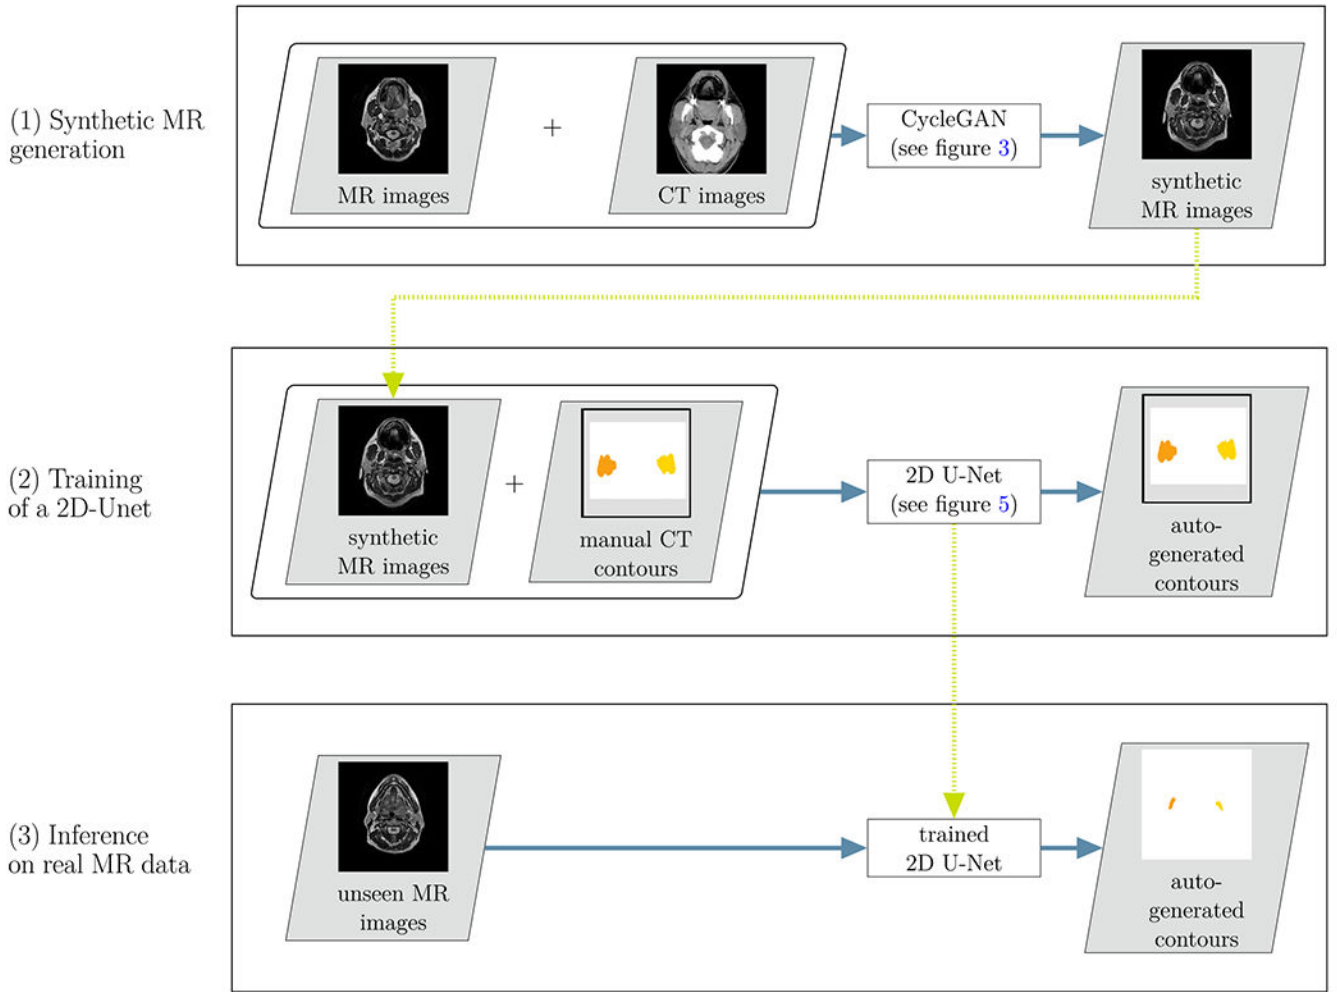 (1) Synthetic MR
generation
MR images
+
CT images
CycleGAN
(see figure 3)
synthetic
MR images
(2) Training
of a 2D-Unet
synthetic
MR images
+
manual CT
contours
2D U-Net
(see figure 5)
auto-
generated
contours
(3) Inference
on real MR data
unseen MR
images
trained
2D U-Net
auto-
generated
contours